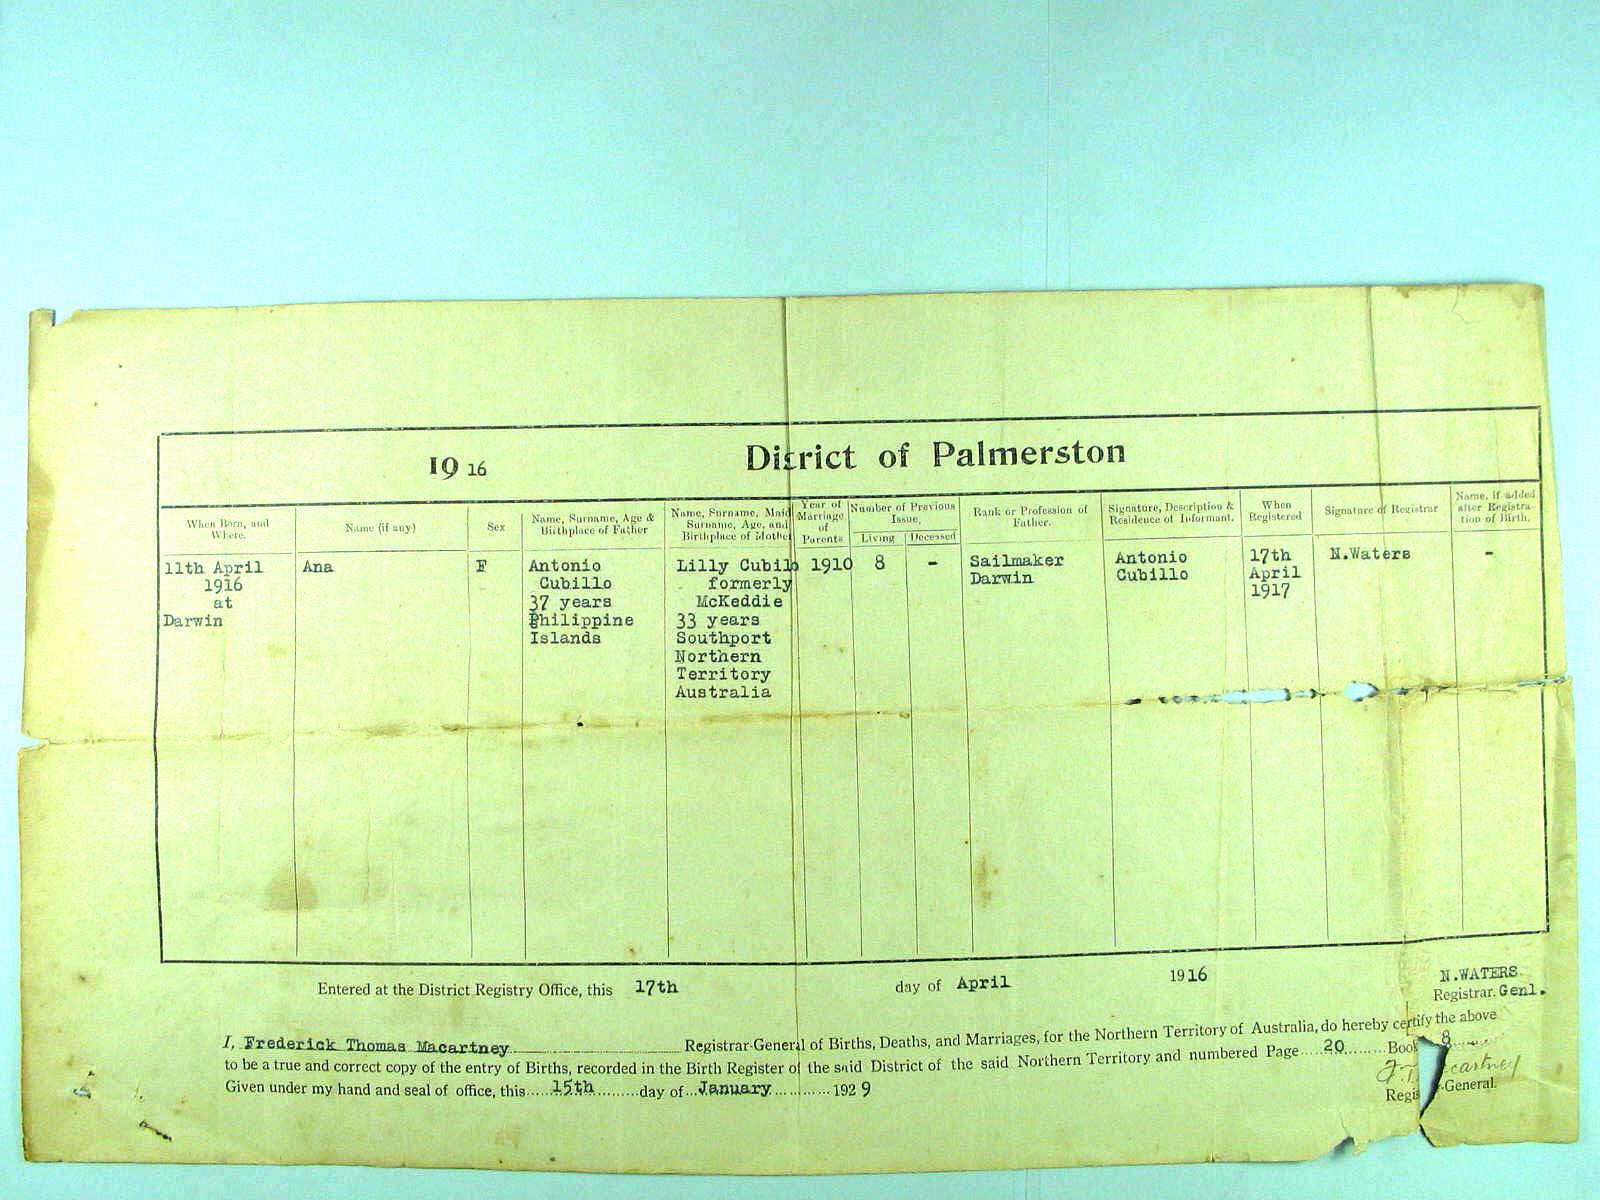 19 16 District of Palmerston
When Born, and
Where.
Name (if any)
Sex
Name, Surname, Age &
Birthplace of Father
Name, Surname, Maid
Surname, Age, and
Birthplace of Mother
Year of
Marriage
of
Parents
Number of Previous
Issue,
Living Deceased
Rank or Profession of
Father.
Signature, Description &
Residence of Informant.
When
Registered
Signature of Registrar
Name, if added
after Registra-
tion of Birth.
11th April
1916
at
Darwin
Ana
F
Antonio
Cubillo
37 years
Philippine
Islands
Lilly Cubilo
formerly
McKeddie
33 years
Southport
Northern
Territory
Australia
1910
8
-
Sailmaker
Darwin
Antonio
Cubillo
17th
April
1917
N.Waters
-
Entered at the District Registry Office, this 17th day of April 1916
N.WATERS
Registrar. Genl.
I, Frederick Thomas Macartney Registrar-General of Births, Deaths, and Marriages, for the Northern Territory of Australia, do hereby certify the above
to be a true and correct copy of the entry of Births, recorded in the Birth Register of the said District of the said Northern Territory and numbered Page 20 Book 8
Given under my hand and seal of office, this 15th day of January 1929
General.